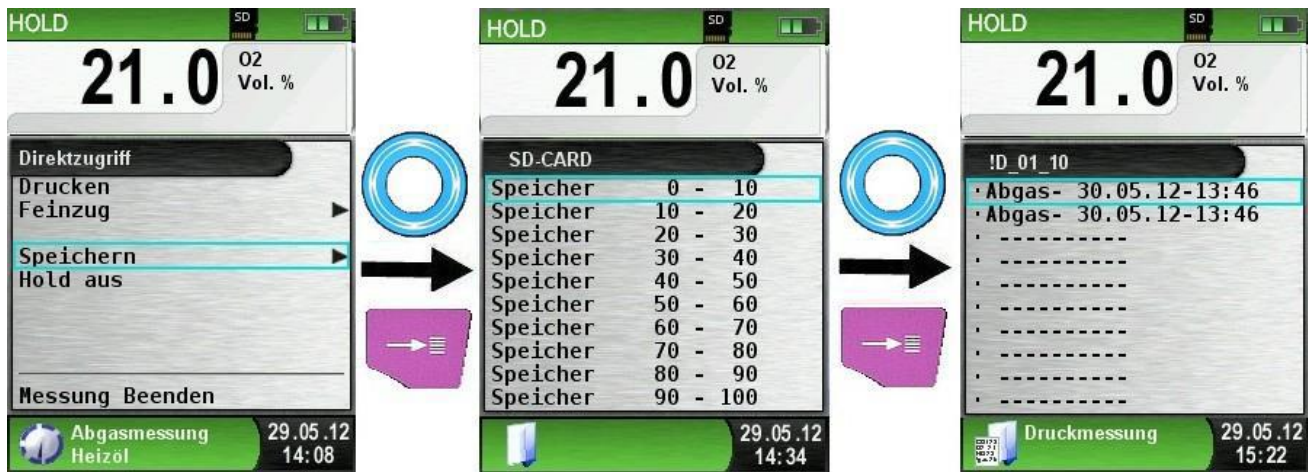 HOLD
SD
21.0
O2
Vol. %
Direktzugriff
Drucken
Feinzug
Speichern
Hold aus
Messung Beenden
Abgasmessung
Heizöl
29.05.12
14:08
HOLD
SD
21.0
O2
Vol. %
SD-CARD
Speicher 0 - 10
Speicher 10 - 20
Speicher 20 - 30
Speicher 30 - 40
Speicher 40 - 50
Speicher 50 - 60
Speicher 60 - 70
Speicher 70 - 80
Speicher 80 - 90
Speicher 90 - 100
29.05.12
14:34
HOLD
SD
21.0
O2
Vol. %
!D_01_10
·Abgas- 30.05.12-13:46
·Abgas- 30.05.12-13:46
· ----------
· ----------
· ----------
· ----------
· ----------
· ----------
· ----------
· ----------
Druckmessung
29.05.12
15:22